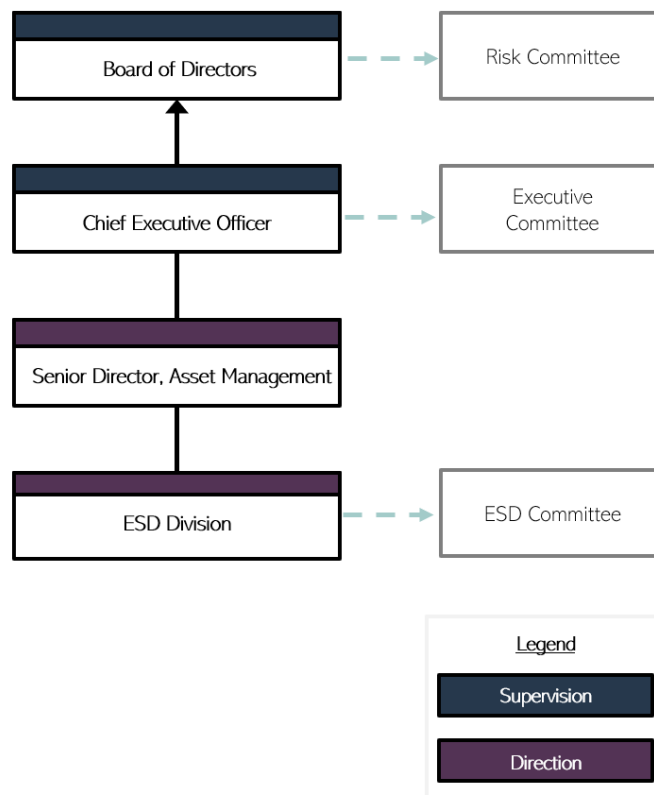 Board of Directors
Risk Committee
Chief Executive Officer
Executive
Committee
Senior Director, Asset Management
ESD Division
ESD Committee
Legend
Supervision
Direction